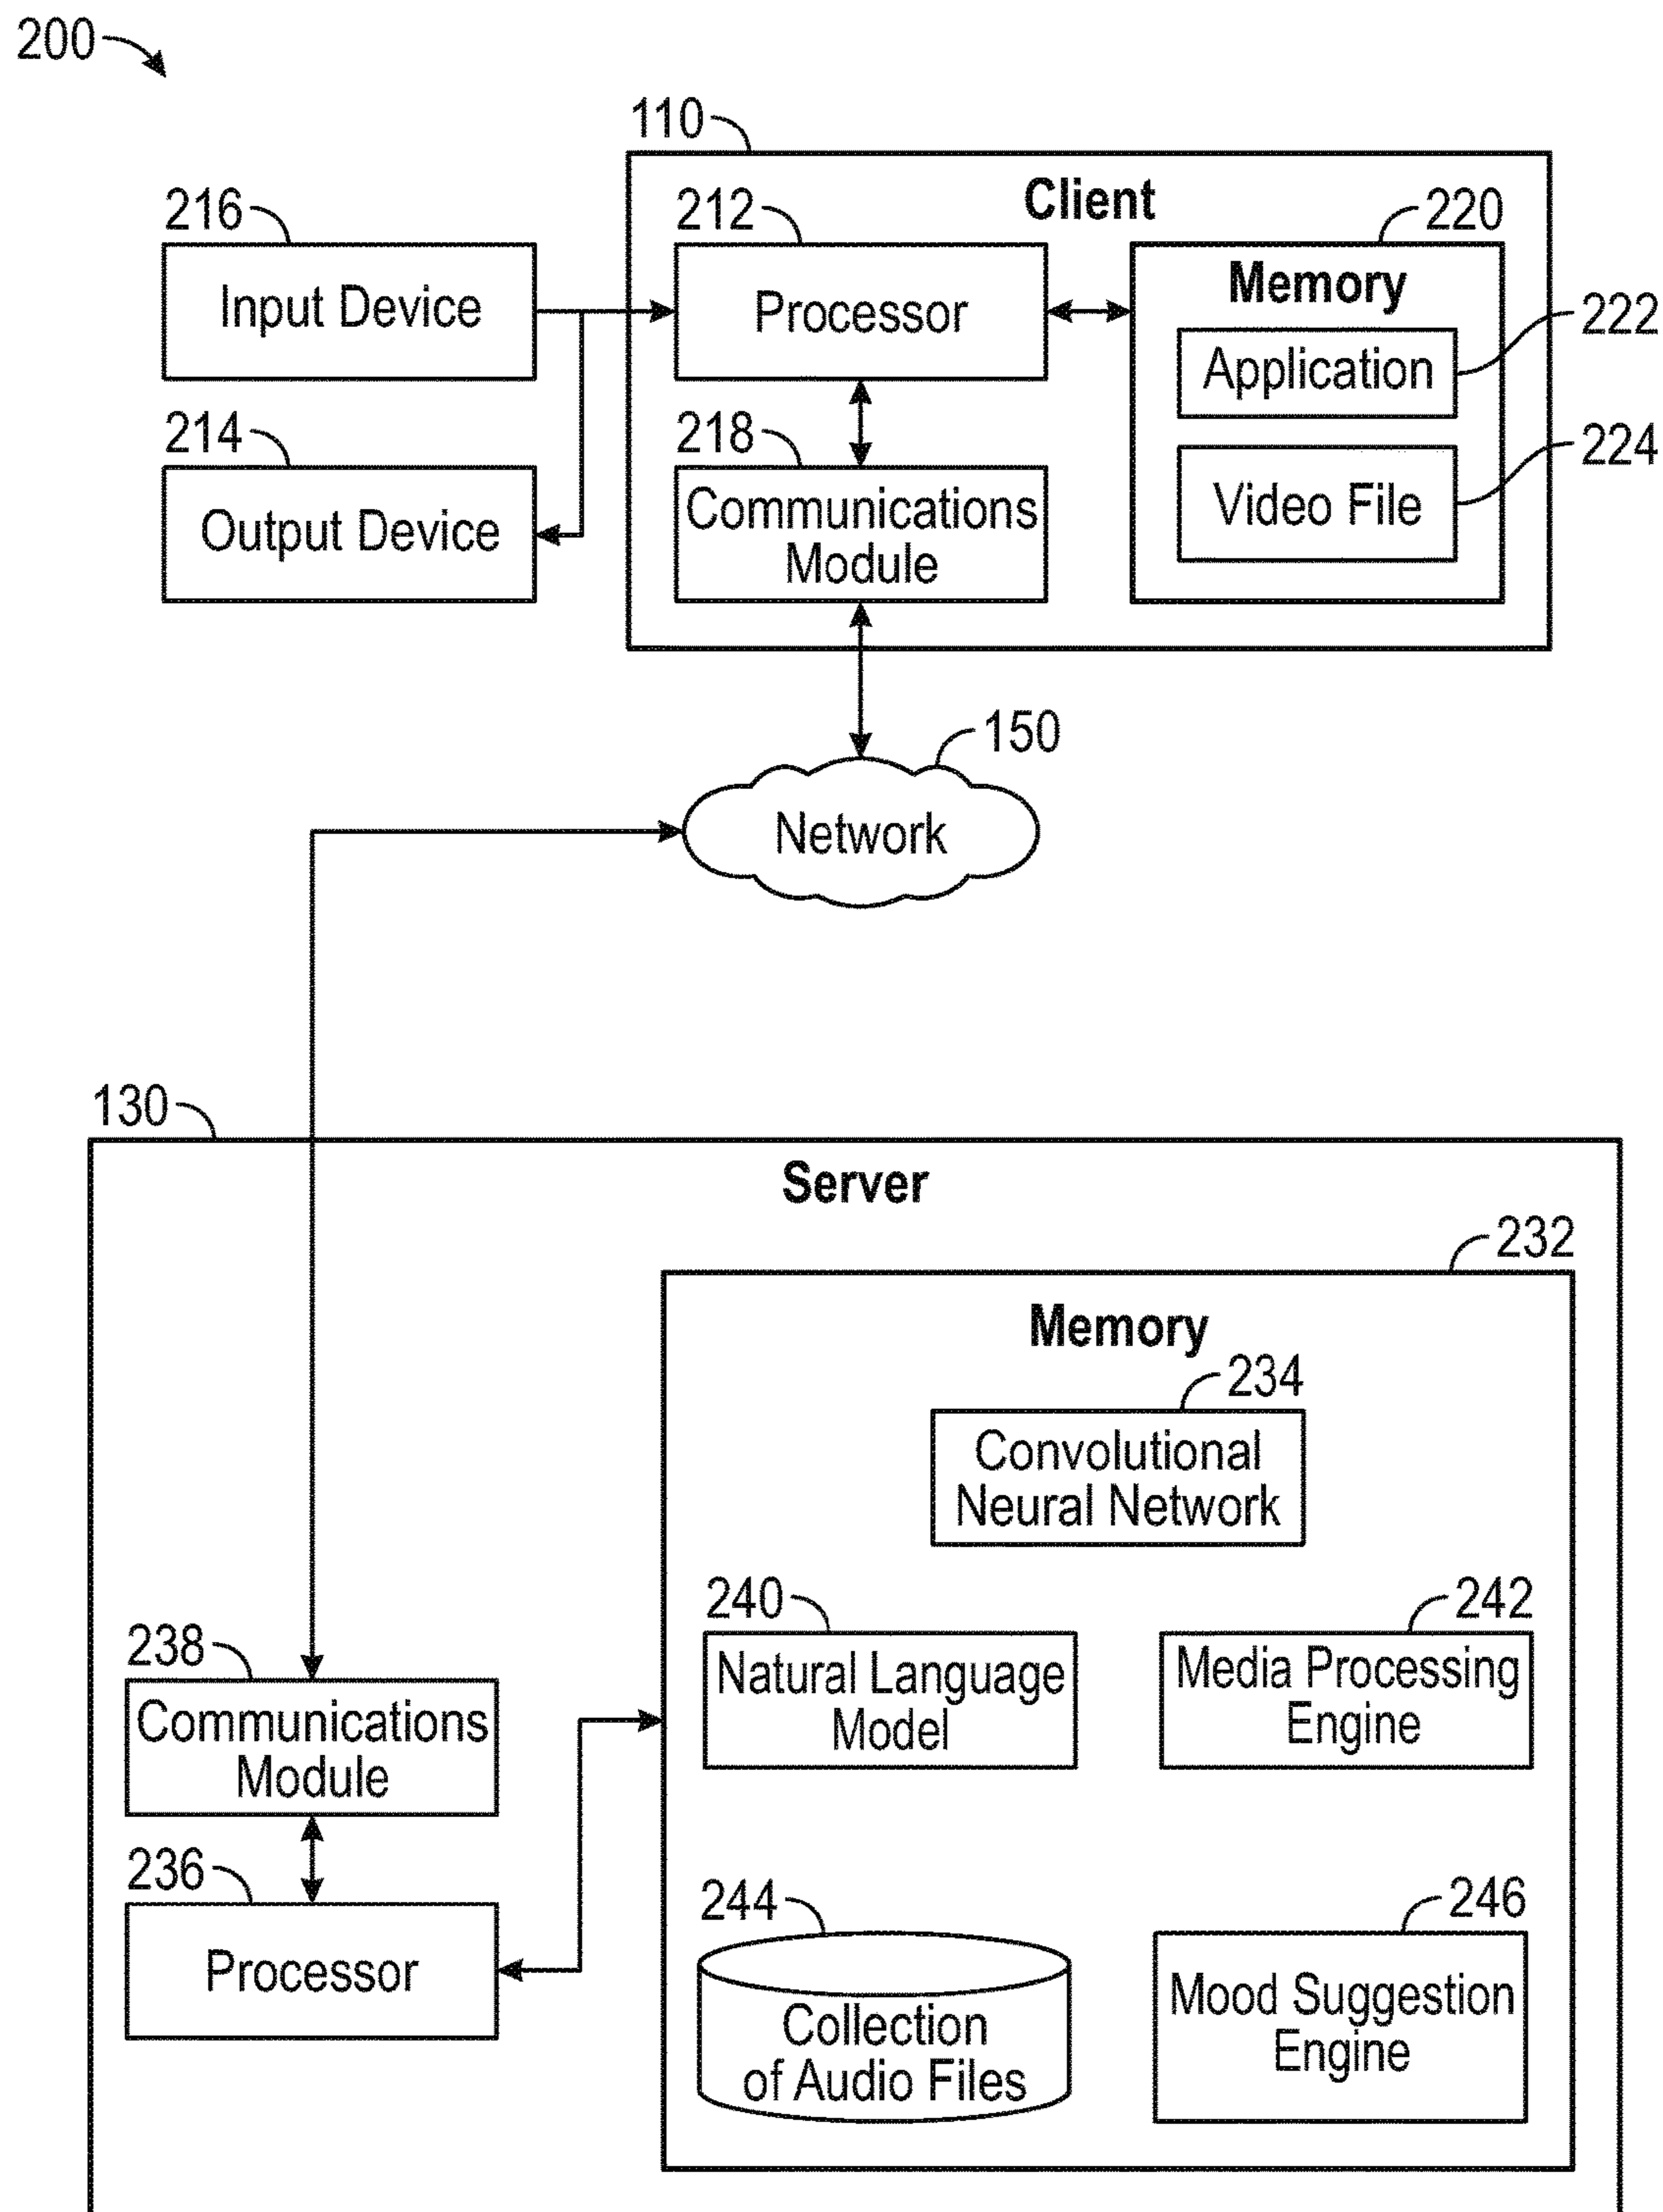 200
110
Client
216
212
220
Input Device
Processor
Memory
222
Application
214
218
224
Output Device
Communications
Module
Video File
150
Network
130
Server
232
Memory
234
Convolutional
Neural Network
240
242
Natural Language
Model
Media Processing
Engine
238
Communications
Module
236
Processor
244
246
Collection
of Audio Files
Mood Suggestion
Engine